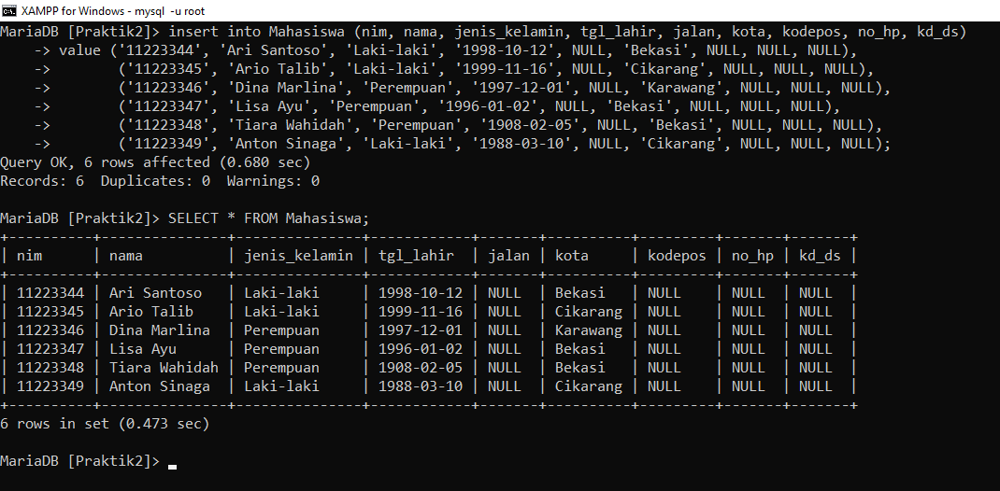 XAMPP for Windows - mysql  -u root
MariaDB [Praktik2]> insert into Mahasiswa (nim, nama, jenis_kelamin, tgl_lahir, jalan, kota, kodepos, no_hp, kd_ds)
    -> value ('11223344', 'Ari Santoso', 'Laki-laki', '1998-10-12', NULL, 'Bekasi', NULL, NULL, NULL),
    ->        ('11223345', 'Ario Talib', 'Laki-laki', '1999-11-16', NULL, 'Cikarang', NULL, NULL, NULL),
    ->        ('11223346', 'Dina Marlina', 'Perempuan', '1997-12-01', NULL, 'Karawang', NULL, NULL, NULL),
    ->        ('11223347', 'Lisa Ayu', 'Perempuan', '1996-01-02', NULL, 'Bekasi', NULL, NULL, NULL),
    ->        ('11223348', 'Tiara Wahidah', 'Perempuan', '1908-02-05', NULL, 'Bekasi', NULL, NULL, NULL),
    ->        ('11223349', 'Anton Sinaga', 'Laki-laki', '1988-03-10', NULL, 'Cikarang', NULL, NULL, NULL);
Query OK, 6 rows affected (0.680 sec)
Records: 6  Duplicates: 0  Warnings: 0

MariaDB [Praktik2]> SELECT * FROM Mahasiswa;
+----------+---------------+---------------+------------+-------+----------+---------+-------+-------+
| nim      | nama          | jenis_kelamin | tgl_lahir  | jalan | kota     | kodepos | no_hp | kd_ds |
+----------+---------------+---------------+------------+-------+----------+---------+-------+-------+
| 11223344 | Ari Santoso   | Laki-laki     | 1998-10-12 | NULL  | Bekasi   | NULL    | NULL  | NULL  |
| 11223345 | Ario Talib    | Laki-laki     | 1999-11-16 | NULL  | Cikarang | NULL    | NULL  | NULL  |
| 11223346 | Dina Marlina  | Perempuan     | 1997-12-01 | NULL  | Karawang | NULL    | NULL  | NULL  |
| 11223347 | Lisa Ayu      | Perempuan     | 1996-01-02 | NULL  | Bekasi   | NULL    | NULL  | NULL  |
| 11223348 | Tiara Wahidah | Perempuan     | 1908-02-05 | NULL  | Bekasi   | NULL    | NULL  | NULL  |
| 11223349 | Anton Sinaga  | Laki-laki     | 1988-03-10 | NULL  | Cikarang | NULL    | NULL  | NULL  |
+----------+---------------+---------------+------------+-------+----------+---------+-------+-------+
6 rows in set (0.473 sec)

MariaDB [Praktik2]>